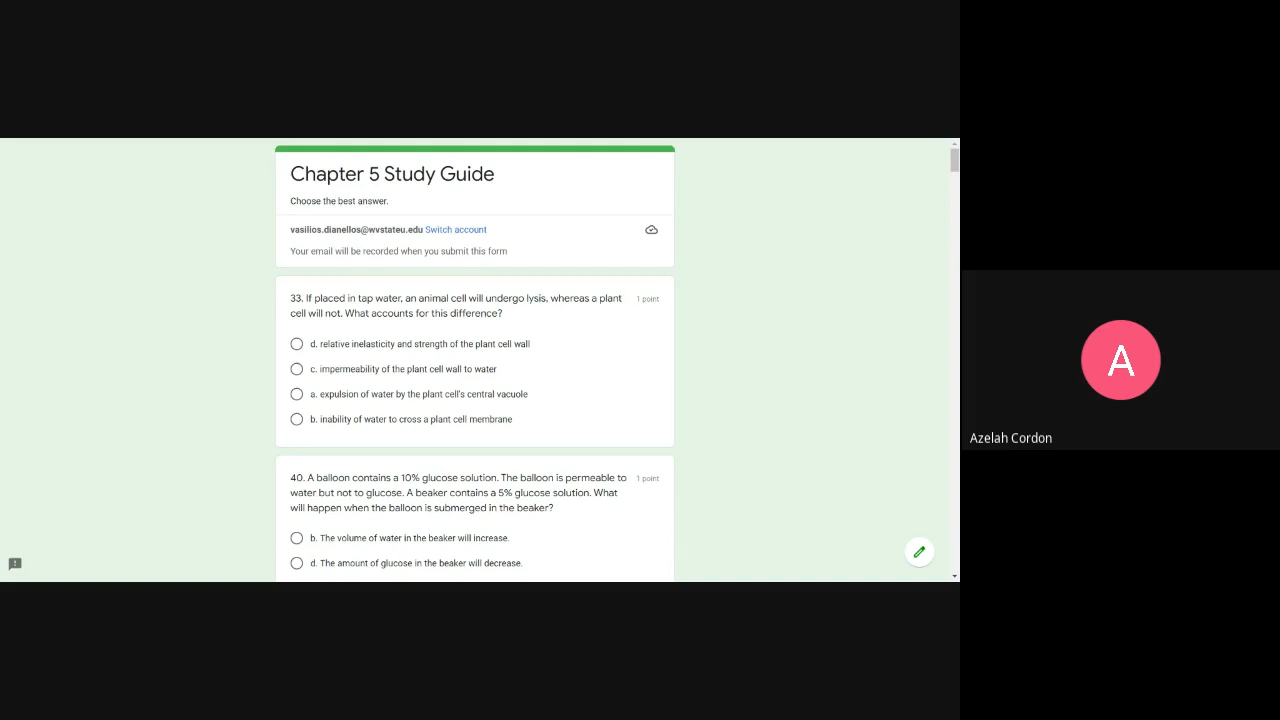 Chapter 5 Study Guide
Choose the best answer.
vasilios.dianellos@wvstateu.edu Switch account
Your email will be recorded when you submit this form
33. If placed in tap water, an animal cell will undergo lysis, whereas a plant 1 point
cell will not. What accounts for this difference?
d. relative inelasticity and strength of the plant cell wall
c. impermeability of the plant cell wall to water
a. expulsion of water by the plant cell's central vacuole
b. inability of water to cross a plant cell membrane
40. A balloon contains a 10% glucose solution. The balloon is permeable to 1 point
water but not to glucose. A beaker contains a 5% glucose solution. What
will happen when the balloon is submerged in the beaker?
b. The volume of water in the beaker will increase.
d. The amount of glucose in the beaker will decrease.
A
Azelah Cordon